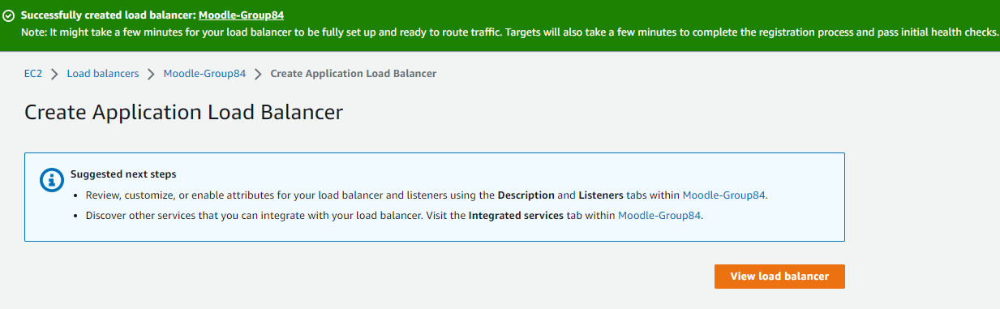 Successfully created load balancer: Moodle-Group84
Note: It might take a few minutes for your load balancer to be fully set up and ready to route traffic. Targets will also take a few minutes to complete the registration process and pass initial health checks.
EC2 > Load balancers > Moodle-Group84 > Create Application Load Balancer
Create Application Load Balancer
Suggested next steps
• Review, customize, or enable attributes for your load balancer and listeners using the Description and Listeners tabs within Moodle-Group84.
• Discover other services that you can integrate with your load balancer. Visit the Integrated services tab within Moodle-Group84.
View load balancer